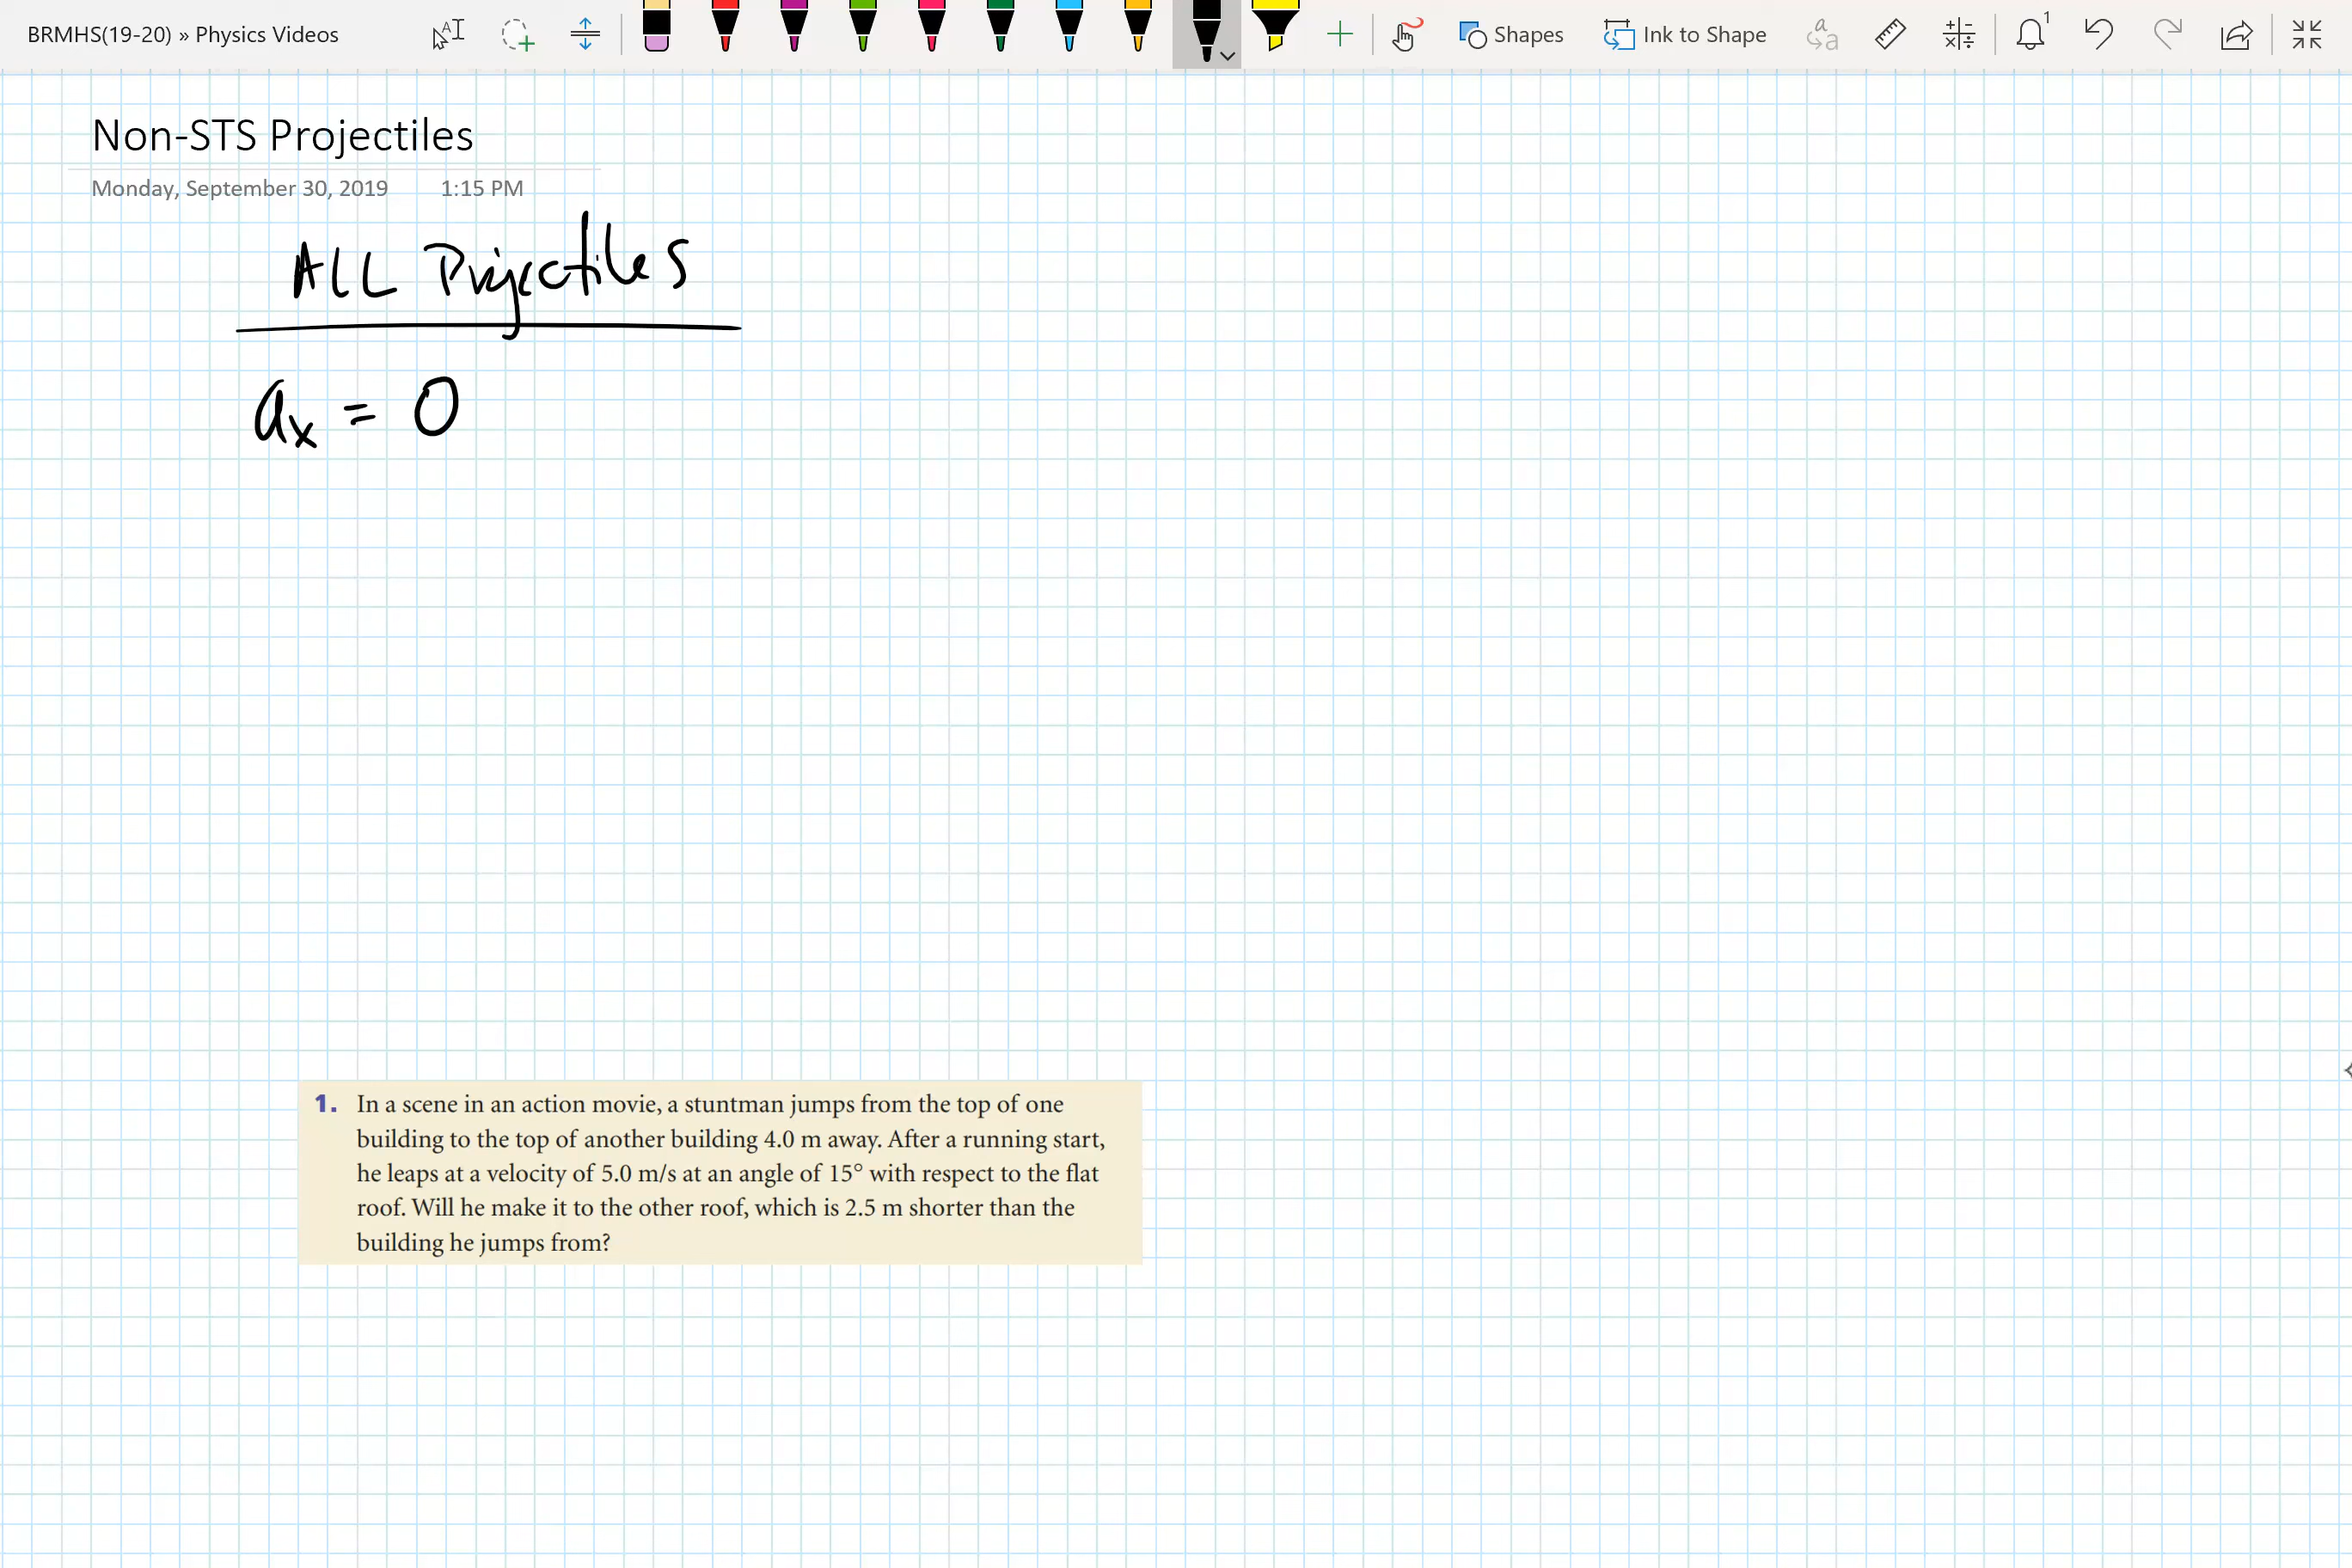 BRMHS(19-20) » Physics Videos
Shapes
Ink to Shape
1
Non-STS Projectiles
Monday, September 30, 2019 1:15 PM
ALL Projectiles
ax = 0
1. In a scene in an action movie, a stuntman jumps from the top of one
building to the top of another building 4.0 m away. After a running start,
he leaps at a velocity of 5.0 m/s at an angle of 15° with respect to the flat
roof. Will he make it to the other roof, which is 2.5 m shorter than the
building he jumps from?